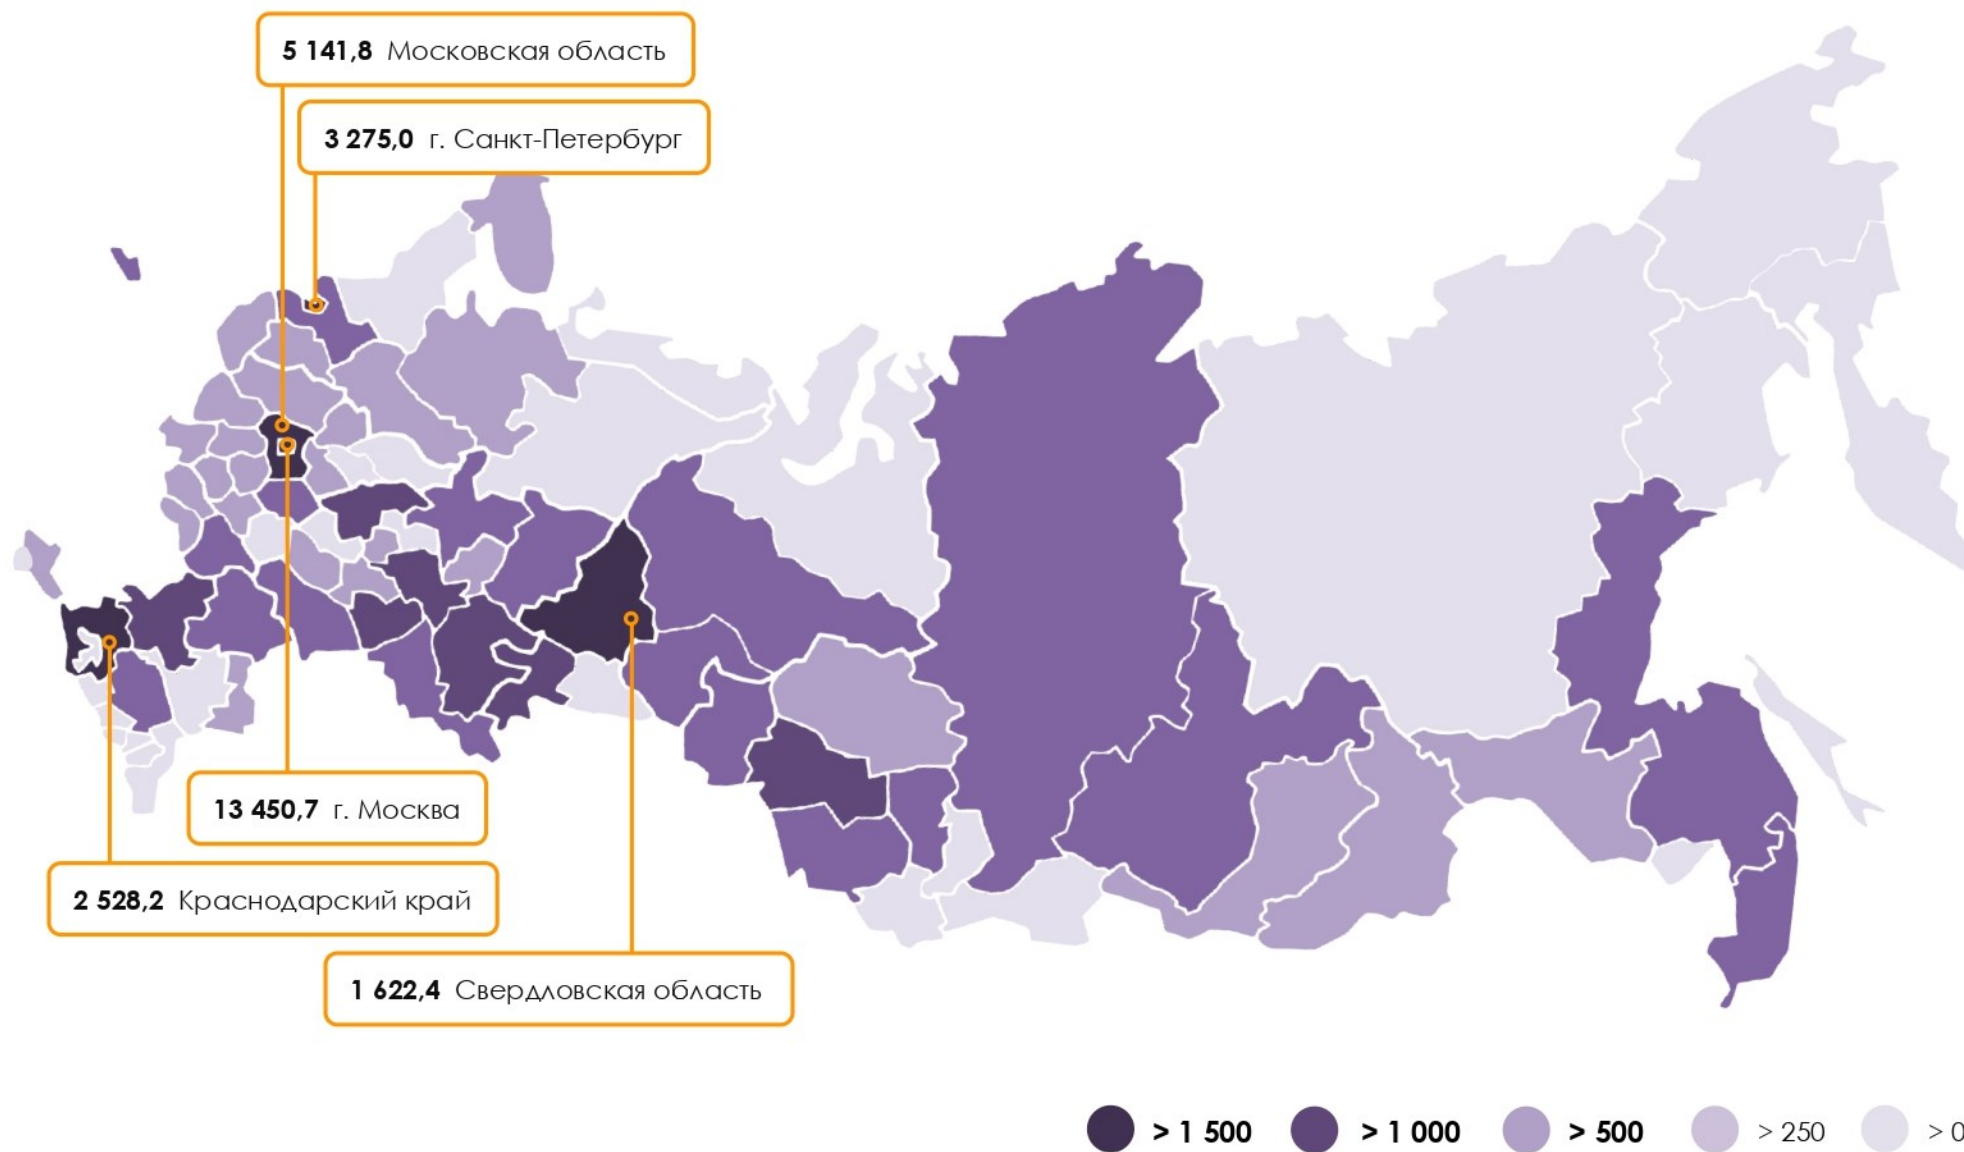 5 141,8 Московская область
3 275,0 г. Санкт-Петербург
13 450,7 г. Москва
2 528,2 Краснодарский край
1 622,4 Свердловская область
> 1 500 > 1 000 > 500 > 250 > 0